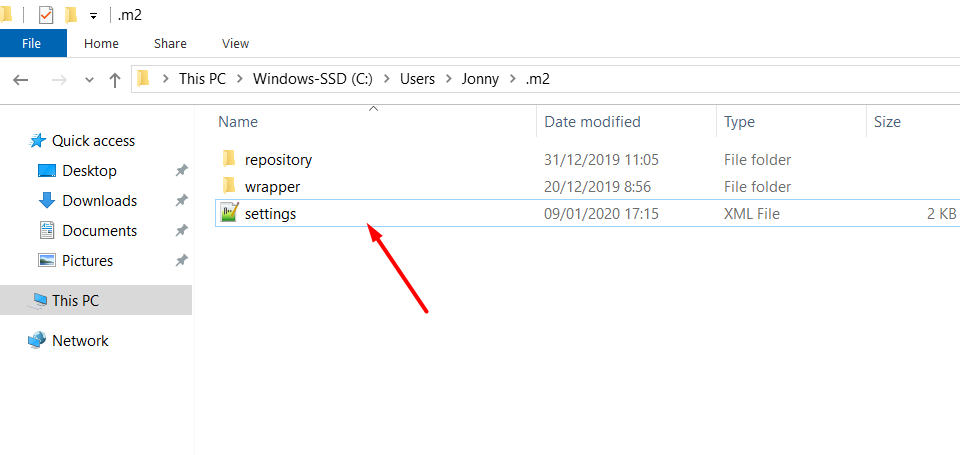 .m2
File Home Share View
This PC Windows-SSD (C:) Users Jonny .m2
Name Date modified Type Size
Quick access
Desktop
Downloads
Documents
Pictures
This PC
Network
repository 31/12/2019 11:05 File folder
wrapper 20/12/2019 8:56 File folder
settings 09/01/2020 17:15 XML File 2 KB